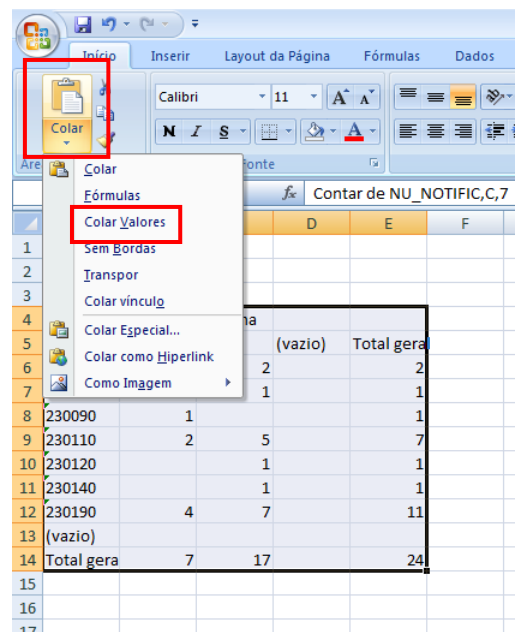 Início Inserir Layout da Página Fórmulas Dados
Colar
Calibri 11 A A
N I S A
Fonte
fx Contar de NU_NOTIFIC,C,7
Colar
Fórmulas
Colar Valores
Sem Bordas
Transpor
Colar vínculo
Colar Especial...
Colar como Hiperlink
Como Imagem
D E F
1
2
3
4
5 (vazio) Total geral
6 2 2
7 1 1
8 230090 1 1
9 230110 2 5 7
10 230120 1 1
11 230140 1 1
12 230190 4 7 11
13 (vazio)
14 Total gera 7 17 24
15
16
17